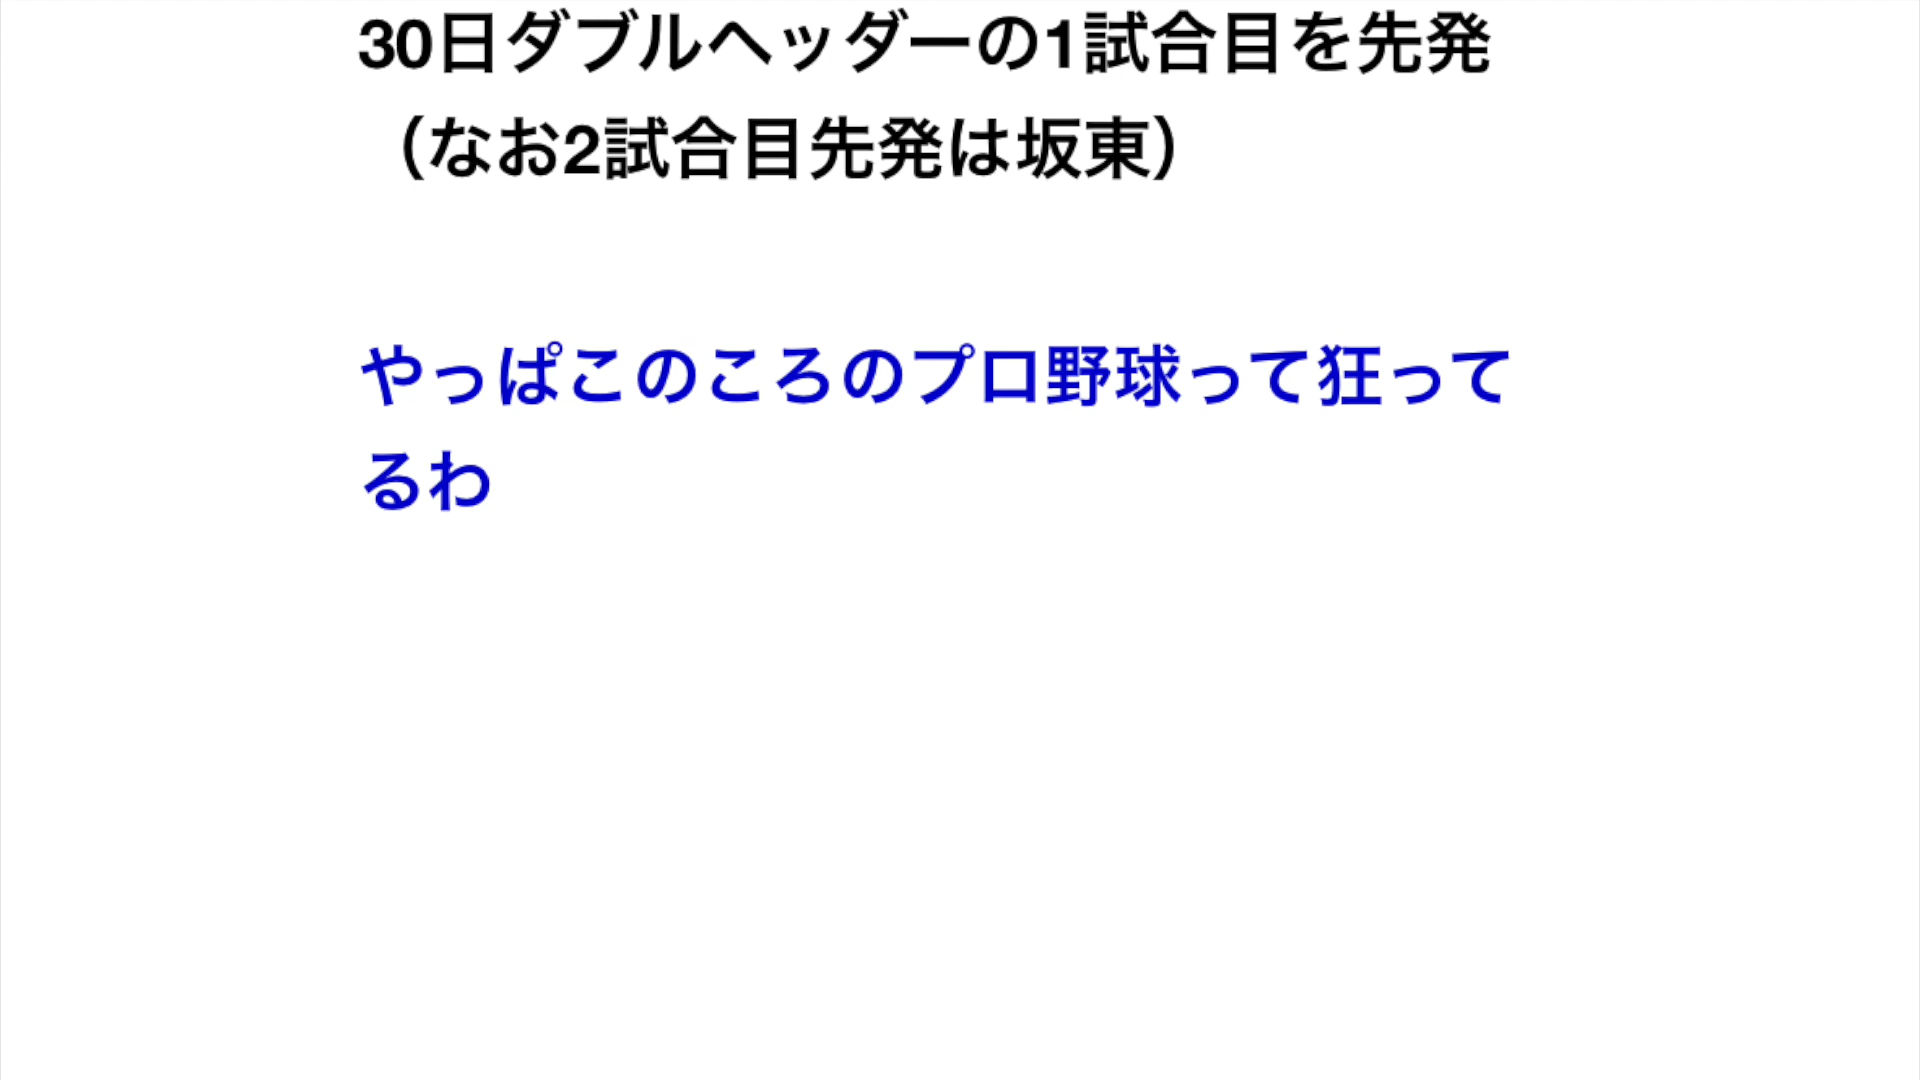 30日ダブルヘッダーの1試合目を先発
（なお2試合目先発は坂東）
やっぱこのころのプロ野球って狂って
るわ